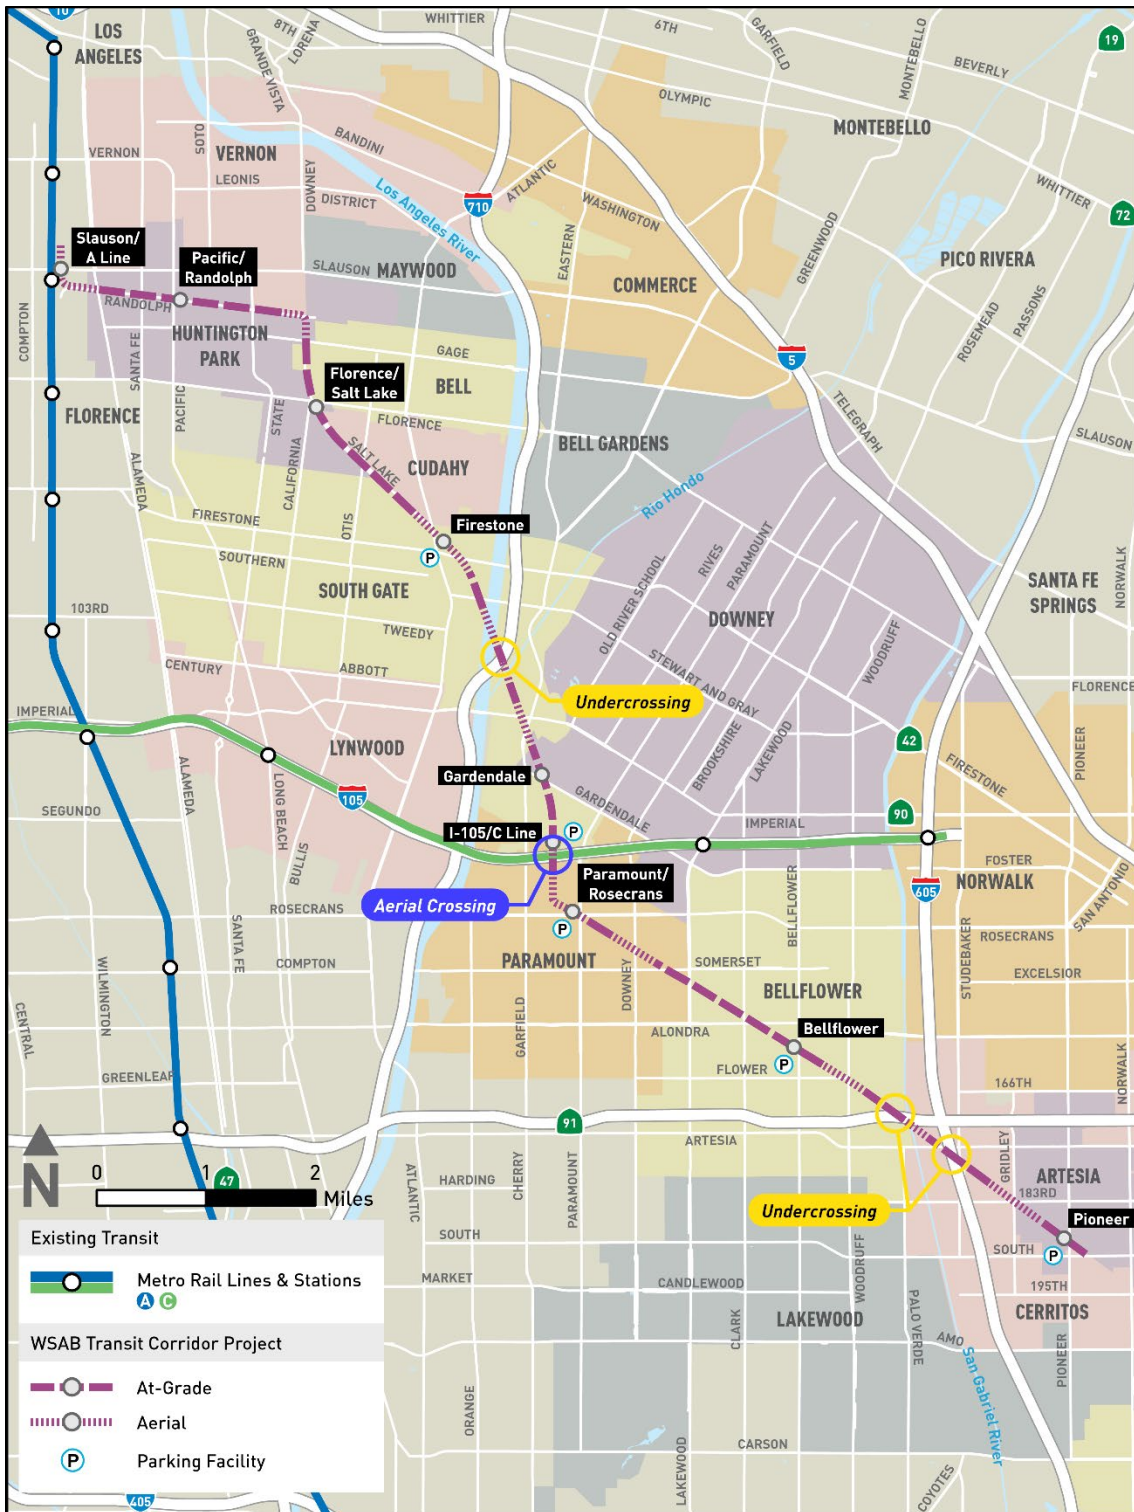 10
LOS
ANGELES
8TH
LORENA
GRANDE VISTA
WHITTIER
6TH
GARFIELD
MONTEBELLO
BEVERLY
19
OLYMPIC
MONTEBELLO
VERNON
SOTO
VERNON
LEONIS
DOWNEY
BANDINI
DISTRICT
Los Angeles River
710
ATLANTIC
WASHINGTON
EASTERN
GREENWOOD
WHITTIER
72
Slauson/
A Line
Pacific/
Randolph
SLAUSON
MAYWOOD
COMMERCE
PICO RIVERA
PASSONS
ROSEMEAD
COMPTON
RANDOLPH
HUNTINGTON
PARK
SANTA FE
PACIFIC
GAGE
5
Florence/
Salt Lake
BELL
STATE
FLORENCE
FLORENCE
CALIFORNIA
SALT LAKE
CUDAHY
BELL GARDENS
TELEGRAPH
SLAUSON
ALAMEDA
FIRESTONE
OTIS
Firestone
P
Rio Hondo
SOUTHERN
SOUTH GATE
OLD RIVER SCHOOL
RIVES
PARAMOUNT
DOWNEY
SANTA FE
SPRINGS
NORWALK
103RD
TWEEDY
CENTURY
ABBOTT
STEWART AND GRAY
WOODRUFF
FLORENCE
Undercrossing
IMPERIAL
LYNWOOD
BROOKSHIRE
LAKEWOOD
42
PIONEER
FIRESTONE
Gardendale
GARDENDALE
ALAMEDA
LONG BEACH
105
SEGUNDO
I-105/C Line
P
IMPERIAL
90
BULLIS
Paramount/
Rosecrans
FOSTER
NORWALK
605
SAN ANTONIO
Aerial Crossing
BELLFLOWER
ROSECRANS
P
ROSECRANS
SANTA FE
COMPTON
PARAMOUNT
DOWNEY
SOMERSET
STUDEBAKER
EXCELSIOR
WILMINGTON
BELLFLOWER
CENTRAL
GARFIELD
ALONDRA
Bellflower
P
FLOWER
GREENLEAF
166TH
NORWALK
91
ARTESIA
GRIDLEY
N
0 1 2
Miles
47
ATLANTIC
HARDING
CHERRY
PARAMOUNT
ARTESIA
183RD
Undercrossing
Pioneer
SOUTH
SOUTH
P
WOODRUFF
MARKET
CANDLEWOOD
195TH
LAKEWOOD
CLARK
PALO VERDE
CERRITOS
AMO
PIONEER
San Gabriel River
ORANGE
CARSON
LAKEWOOD
COYOTES
Existing Transit
Metro Rail Lines & Stations
A C
WSAB Transit Corridor Project
At-Grade
Aerial
P Parking Facility
405